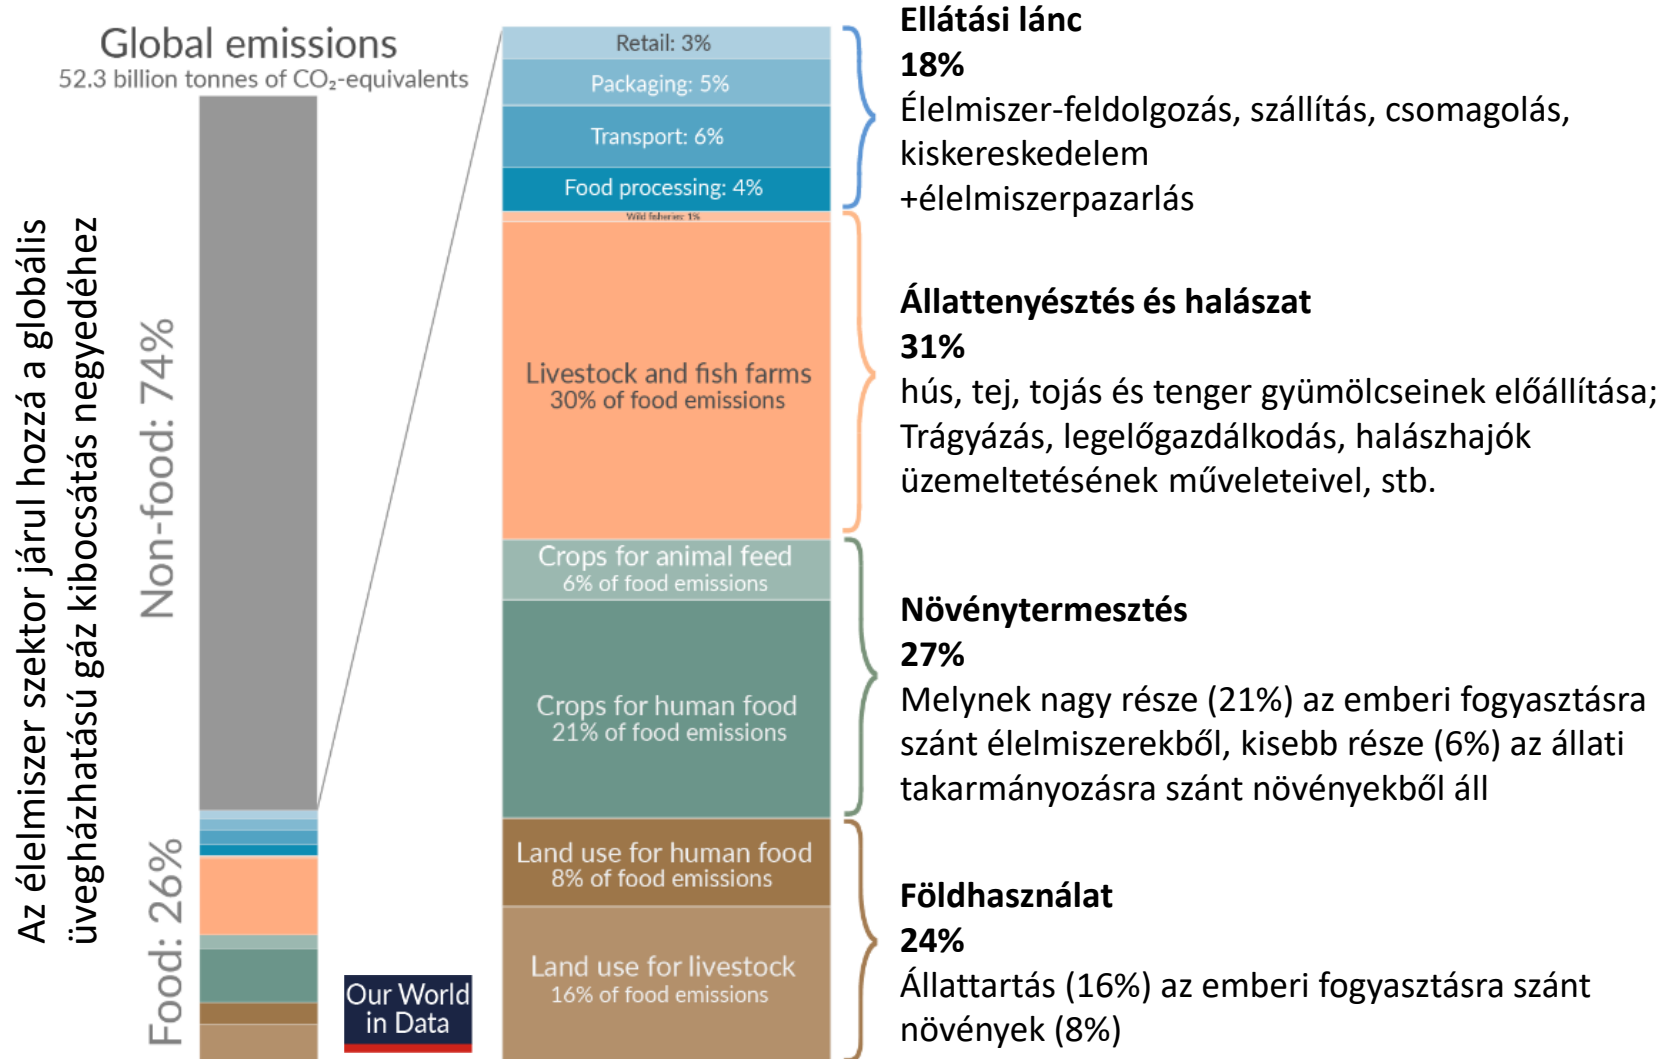 Az élelmiszer szektor járul hozzá a globális
üvegházhatású gáz kibocsátás negyedéhez
Global emissions
52.3 billion tonnes of CO₂-equivalents
Non-food: 74%
Food: 26%
Our World
in Data
Retail: 3%
Packaging: 5%
Transport: 6%
Food processing: 4%
Wild fisheries: 1%
Livestock and fish farms
30% of food emissions
Crops for animal feed
6% of food emissions
Crops for human food
21% of food emissions
Land use for human food
8% of food emissions
Land use for livestock
16% of food emissions
Ellátási lánc
18%
Élelmiszer-feldolgozás, szállítás, csomagolás,
kiskereskedelem
+élelmiszerpazarlás
Állattenyésztés és halászat
31%
hús, tej, tojás és tenger gyümölcseinek előállítása;
Trágyázás, legelőgazdálkodás, halászhajók
üzemeltetésének műveleteivel, stb.
Növénytermesztés
27%
Melynek nagy része (21%) az emberi fogyasztásra
szánt élelmiszerekből, kisebb része (6%) az állati
takarmányozásra szánt növényekből áll
Földhasználat
24%
Állattartás (16%) az emberi fogyasztásra szánt
növények (8%)